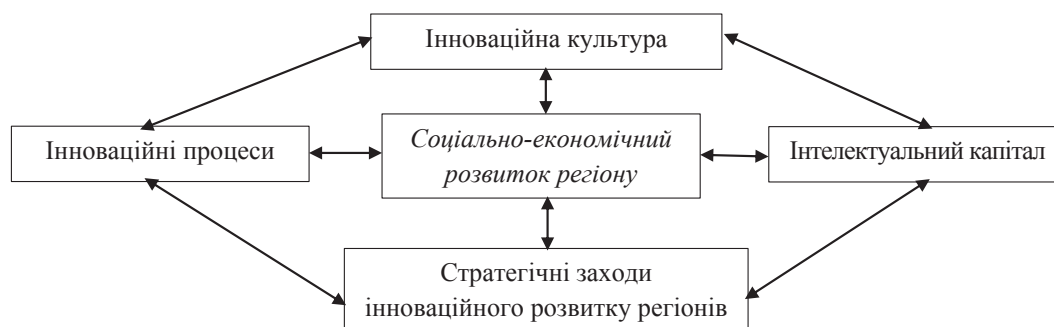 Інноваційна культура
Інноваційні процеси
Соціально-економічний
розвиток регіону
Інтелектуальний капітал
Стратегічні заходи
інноваційного розвитку регіонів